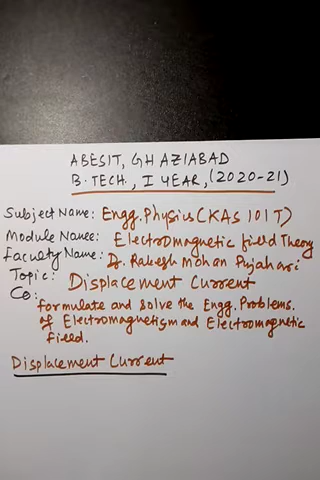 ABESIT, GHAZIABAD
B.TECH., I YEAR, (2020-21)
Subject Name: Engg. Physics (KAS 101T)
Module Name: Electromagnetic field Theory
Faculty Name: Dr. Rakesh Mohan Pujahari
Topic: Displacement Current
CO: formulate and solve the Engg. Problems.
of Electromagnetism and Electromagnetic
field.
Displacement Current